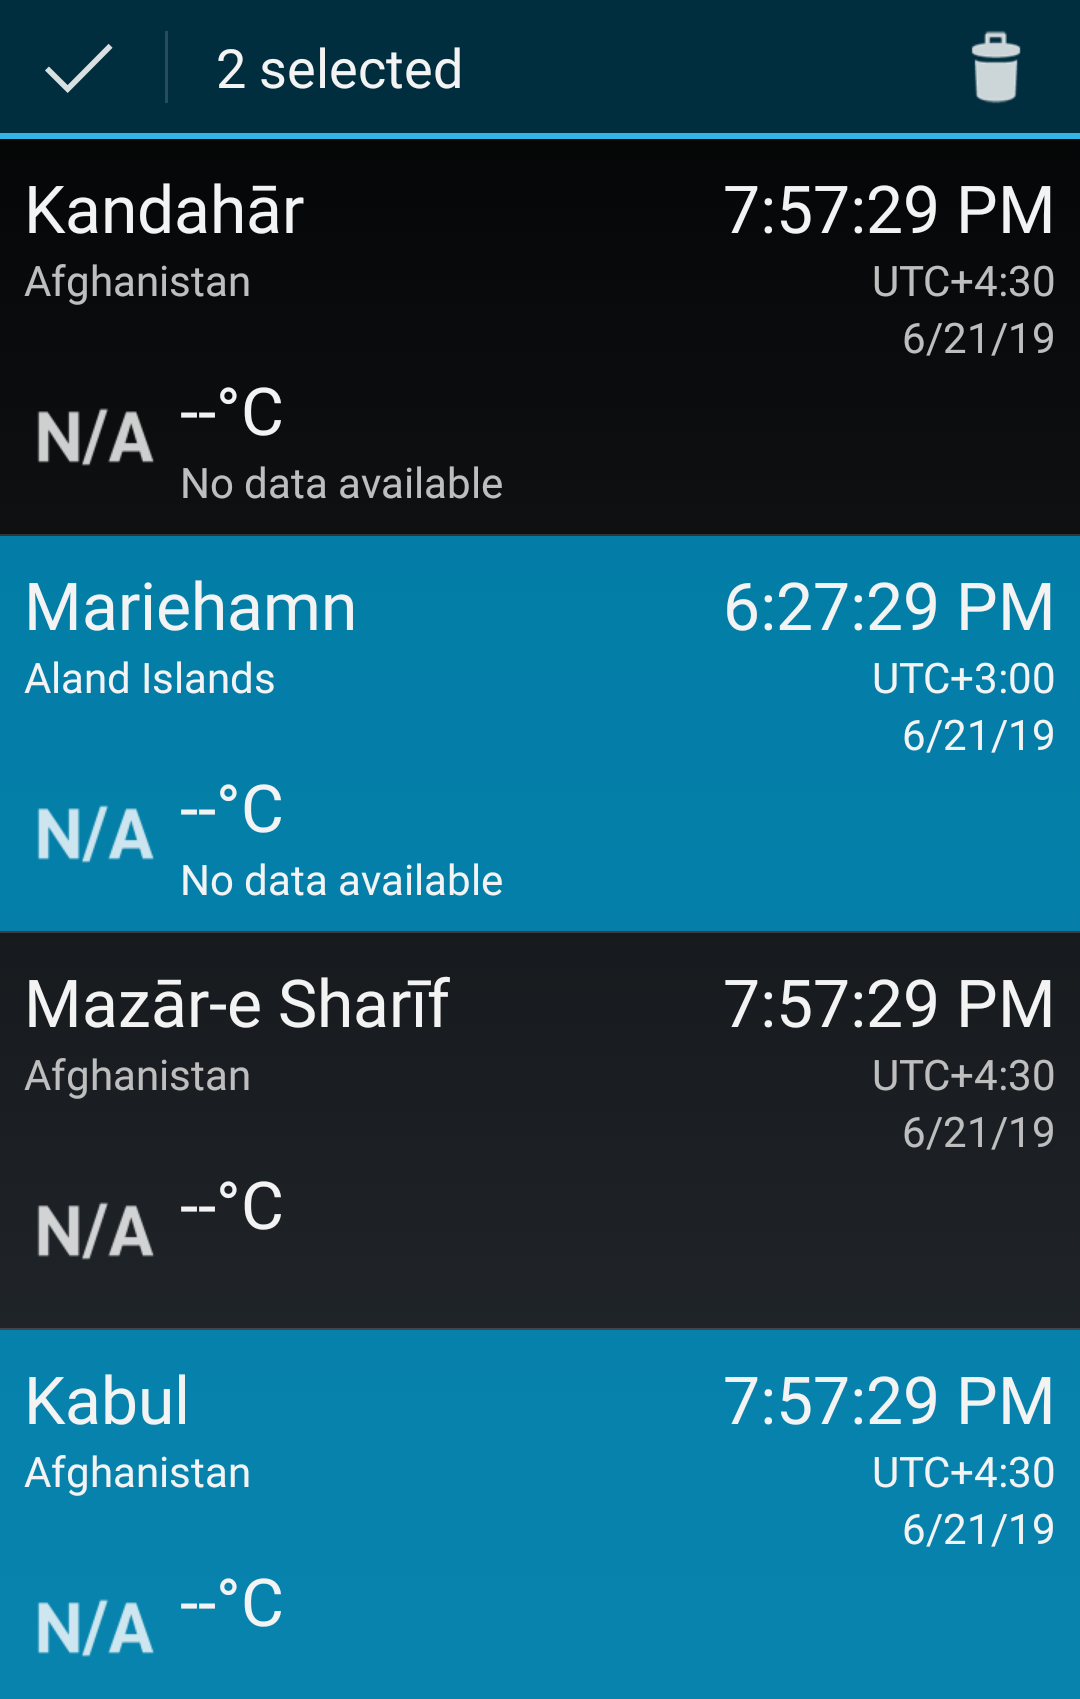 2 selected
Kandahār 7:57:29 PM
Afghanistan UTC+4:30
6/21/19
N/A --°C
No data available
Mariehamn 6:27:29 PM
Aland Islands UTC+3:00
6/21/19
N/A --°C
No data available
Mazār-e Sharīf 7:57:29 PM
Afghanistan UTC+4:30
6/21/19
N/A --°C
Kabul 7:57:29 PM
Afghanistan UTC+4:30
6/21/19
N/A --°C